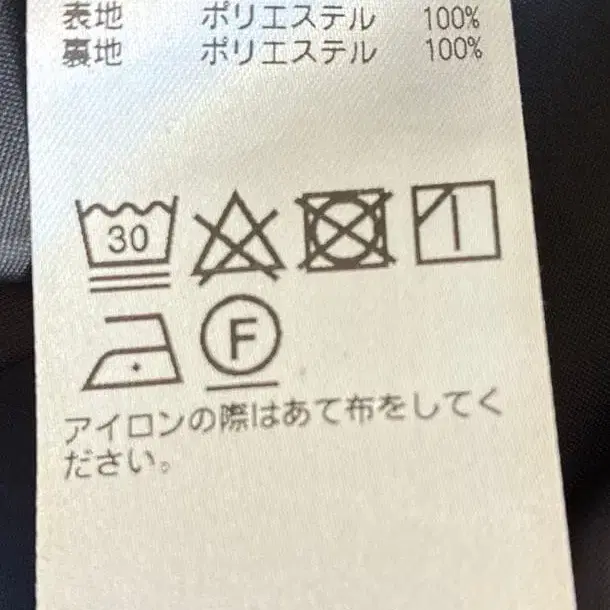 表地 ポリエステル 100%
裏地 ポリエステル 100%
30
F
アイロンの際はあて布をしてく
ださい。